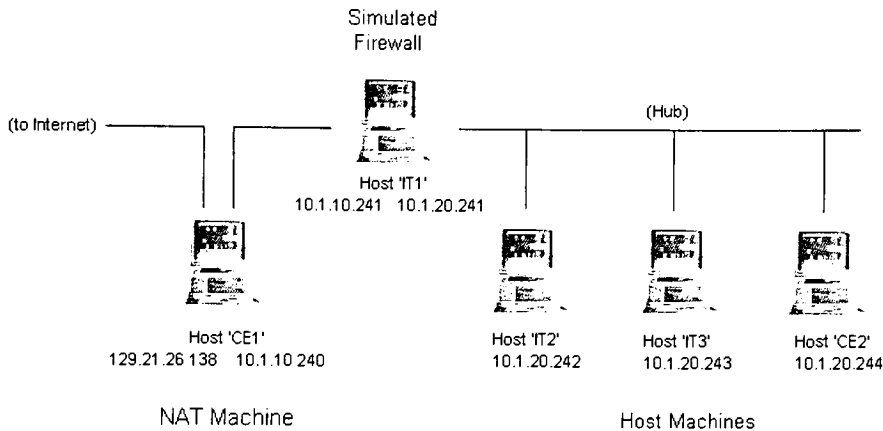 Simulated
Firewall
(to Internet)
(Hub)
Host 'IT1'
10.1.10.241 10.1.20.241
Host 'CE1'
129.21.26 138 10.1.10 240
Host 'IT2'
10.1.20.242
Host 'IT3'
10.1.20.243
Host 'CE2'
10.1.20.244
NAT Machine
Host Machines